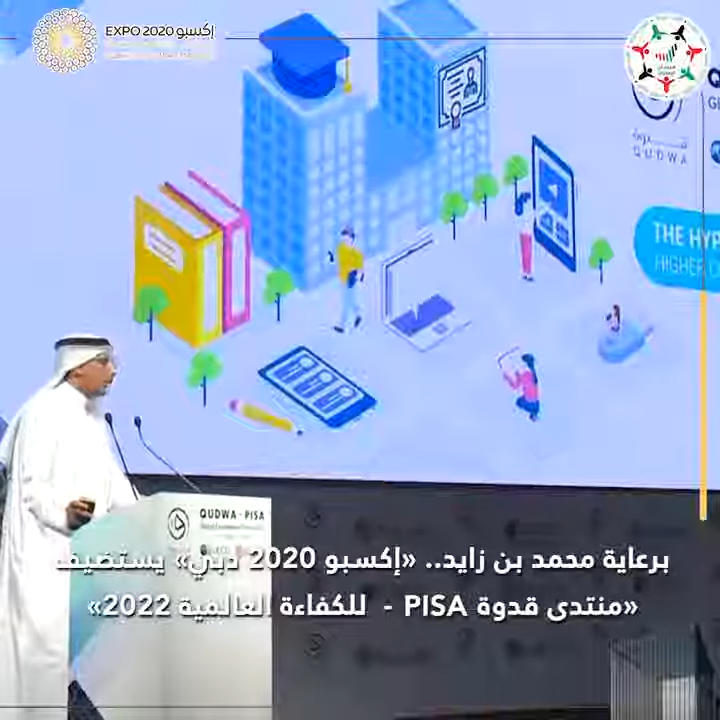 EXPO 2020 إكسبو
قـــدوة
QUDWA
THE HYP
HIGHER
QUDWA - PISA
برعاية محمد بن زايد.. «إكسبو 2020 دبي» يستضيف
«منتدى قدوة PISA - للكفاءة العالمية 2022»